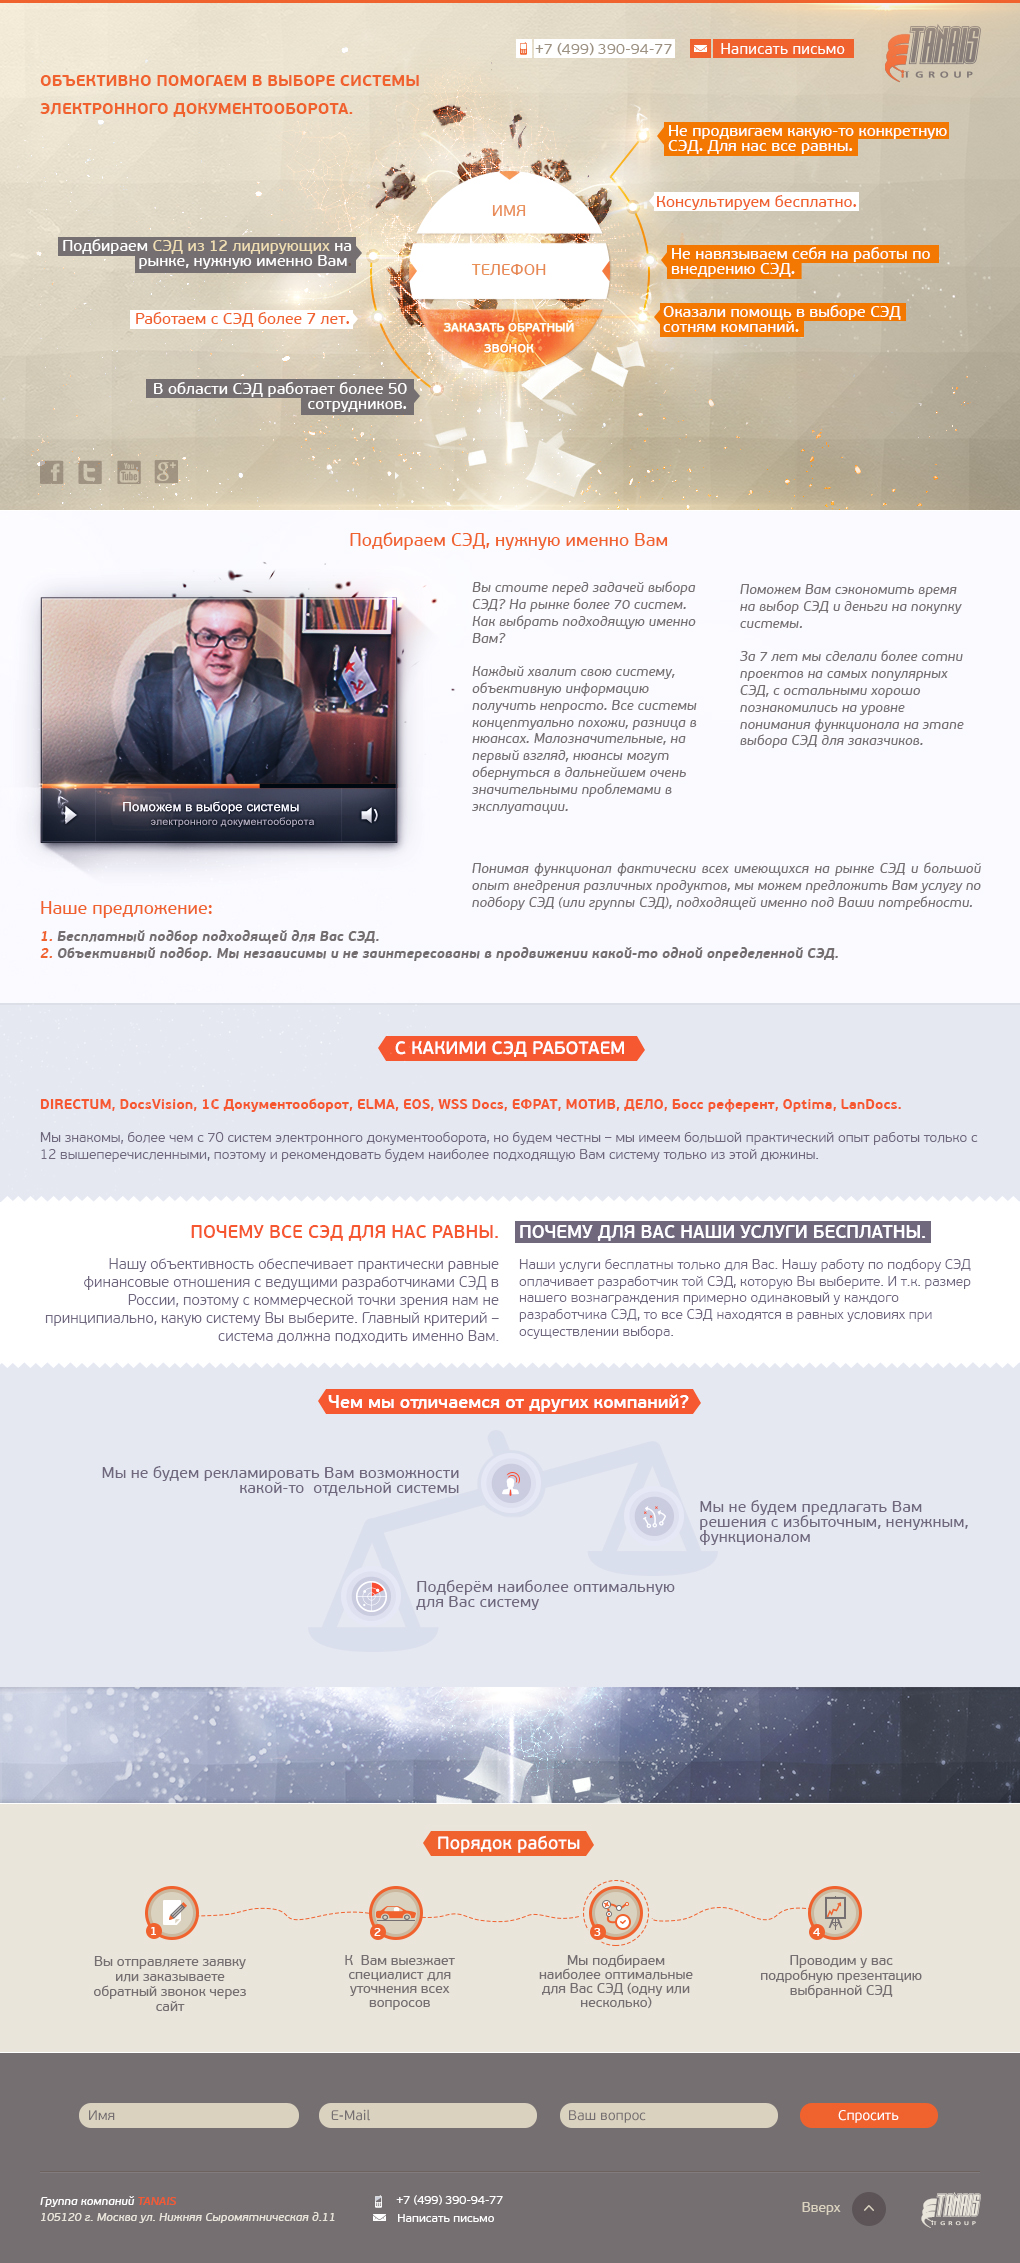 +7 (499) 390-94-77
Написать письмо
TANAIS
IT GROUP
ОБЪЕКТИВНО ПОМОГАЕМ В ВЫБОРЕ СИСТЕМЫ
ЭЛЕКТРОННОГО ДОКУМЕНТООБОРОТА.
Не продвигаем какую-то конкретную
СЭД. Для нас все равны.
Консультируем бесплатно.
Не навязываем себя на работы по
внедрению СЭД.
Оказали помощь в выборе СЭД
сотням компаний.
ИМЯ
ТЕЛЕФОН
ЗАКАЗАТЬ ОБРАТНЫЙ
ЗВОНОК
Подбираем СЭД из 12 лидирующих на
рынке, нужную именно Вам
Работаем с СЭД более 7 лет.
В области СЭД работает более 50
сотрудников.
You
Tube
Подбираем СЭД, нужную именно Вам
Поможем в выборе системы
электронного документооборота
Вы стоите перед задачей выбора
СЭД? На рынке более 70 систем.
Как выбрать подходящую именно
Вам?
Каждый хвалит свою систему,
объективную информацию
получить непросто. Все системы
концептуально похожи, разница в
нюансах. Малозначительные, на
первый взгляд, нюансы могут
обернуться в дальнейшем очень
значительными проблемами в
эксплуатации.
Поможем Вам сэкономить время
на выбор СЭД и деньги на покупку
системы.
За 7 лет мы сделали более сотни
проектов на самых популярных
СЭД, с остальными хорошо
познакомились на уровне
понимания функционала на этапе
выбора СЭД для заказчиков.
Понимая функционал фактически всех имеющихся на рынке СЭД и большой
опыт внедрения различных продуктов, мы можем предложить Вам услугу по
подбору СЭД (или группы СЭД), подходящей именно под Ваши потребности.
Наше предложение:
1. Бесплатный подбор подходящей для Вас СЭД.
2. Объективный подбор. Мы независимы и не заинтересованы в продвижении какой-то одной определенной СЭД.
С КАКИМИ СЭД РАБОТАЕМ
DIRECTUM, DocsVision, 1С Документооборот, ELMA, EOS, WSS Docs, ЕФРАТ, МОТИВ, ДЕЛО, Босс референт, Optima, LanDocs.
Мы знакомы, более чем с 70 систем электронного документооборота, но будем честны – мы имеем большой практический опыт работы только с
12 вышеперечисленными, поэтому и рекомендовать будем наиболее подходящую Вам систему только из этой дюжины.
ПОЧЕМУ ВСЕ СЭД ДЛЯ НАС РАВНЫ.
Нашу объективность обеспечивает практически равные
финансовые отношения с ведущими разработчиками СЭД в
России, поэтому с коммерческой точки зрения нам не
принципиально, какую систему Вы выберите. Главный критерий –
система должна подходить именно Вам.
ПОЧЕМУ ДЛЯ ВАС НАШИ УСЛУГИ БЕСПЛАТНЫ.
Наши услуги бесплатны только для Вас. Нашу работу по подбору СЭД
оплачивает разработчик той СЭД, которую Вы выберите. И т.к. размер
нашего вознаграждения примерно одинаковый у каждого
разработчика СЭД, то все СЭД находятся в равных условиях при
осуществлении выбора.
Чем мы отличаемся от других компаний?
Мы не будем рекламировать Вам возможности
какой-то отдельной системы
Мы не будем предлагать Вам
решения с избыточным, ненужным,
функционалом
Подберём наиболее оптимальную
для Вас систему
Порядок работы
1
2
3
4
Вы отправляете заявку
или заказываете
обратный звонок через
сайт
К Вам выезжает
специалист для
уточнения всех
вопросов
Мы подбираем
наиболее оптимальные
для Вас СЭД (одну или
несколько)
Проводим у вас
подробную презентацию
выбранной СЭД
Имя
E-Mail
Ваш вопрос
Спросить
Группа компаний TANAIS
105120 г. Москва ул. Нижняя Сыромятническая д.11
+7 (499) 390-94-77
Написать письмо
Вверх
TANAIS
IT GROUP